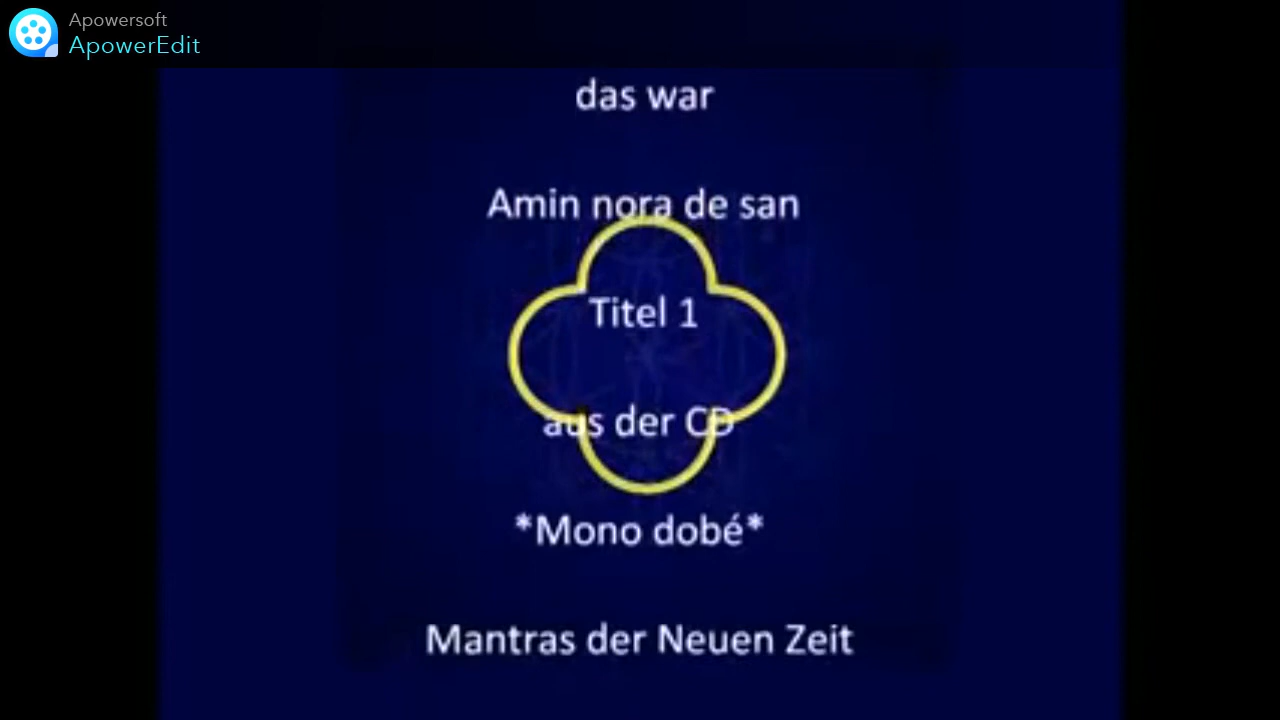 Apowersoft
ApowerEdit
das war
Amin nora de san
Titel 1
aus der CD
*Mono dobé*
Mantras der Neuen Zeit